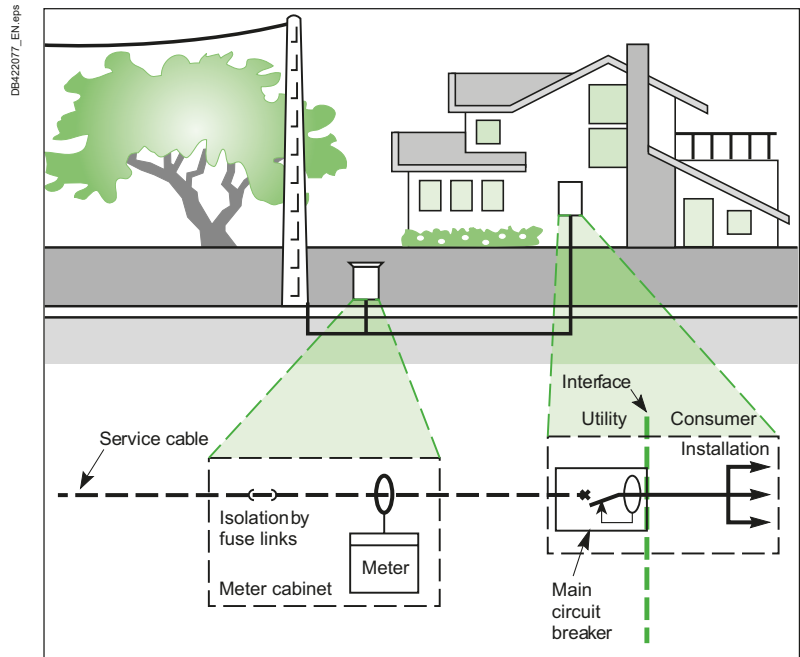 DB422077_EN.eps
Interface
Utility
Consumer
Service cable
Installation
Isolation by
fuse links
Meter
Meter cabinet
Main
circuit
breaker